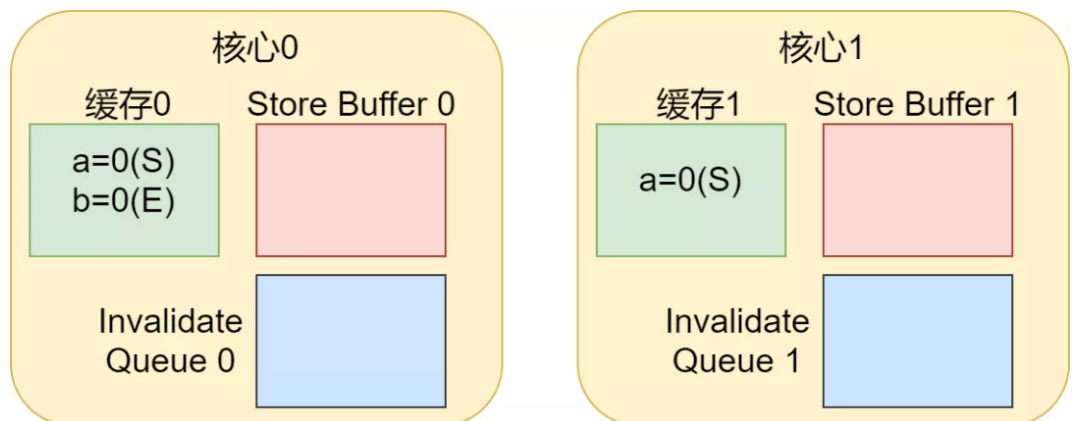 核心0
缓存0
Store Buffer 0
a=0(S)
b=0(E)
Invalidate
Queue 0
核心1
缓存1
Store Buffer 1
a=0(S)
Invalidate
Queue 1